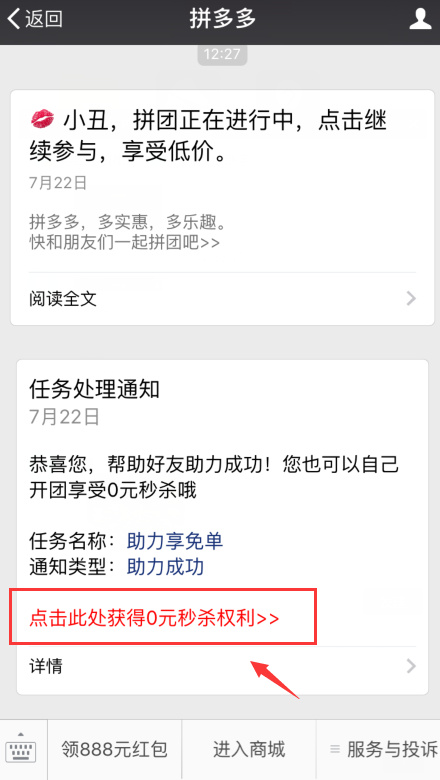 返回
拼多多
12:27
小丑，拼团正在进行中，点击继
续参与，享受低价。
7月22日
拼多多，多实惠，多乐趣。
快和朋友们一起拼团吧>>
阅读全文
任务处理通知
7月22日
恭喜您，帮助好友助力成功！您也可以自己
开团享受0元秒杀哦
任务名称：助力享免单
通知类型：助力成功
点击此处获得0元秒杀权利>>
详情
领888元红包
进入商城
服务与投诉